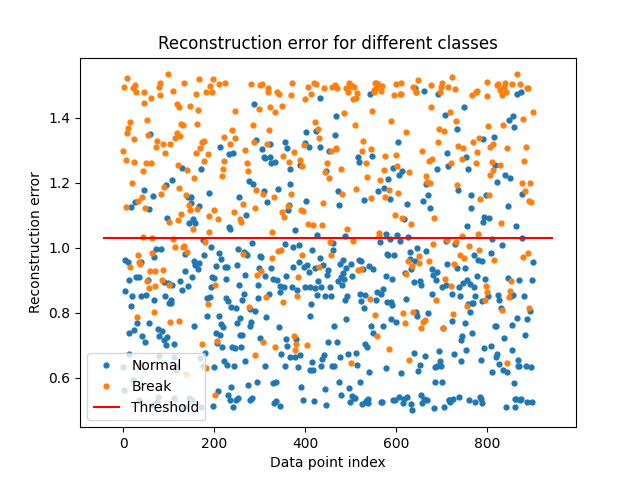 Reconstruction error for different classes
Reconstruction error
1.4
1.2
1.0
0.8
0.6
Normal
Break
Threshold
0
200
400
600
800
Data point index